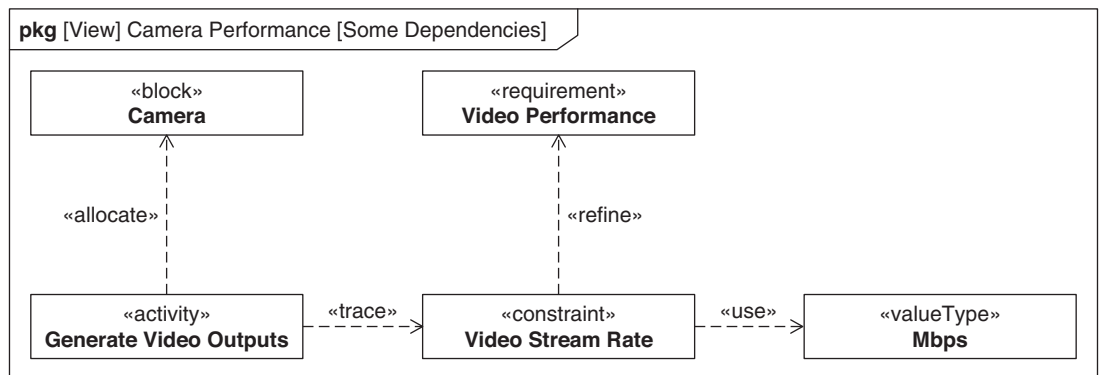 pkg [View] Camera Performance [Some Dependencies]
«block»
Camera
«requirement»
Video Performance
«allocate»
«refine»
«activity»
Generate Video Outputs
«trace»
«constraint»
Video Stream Rate
«use»
«valueType»
Mbps